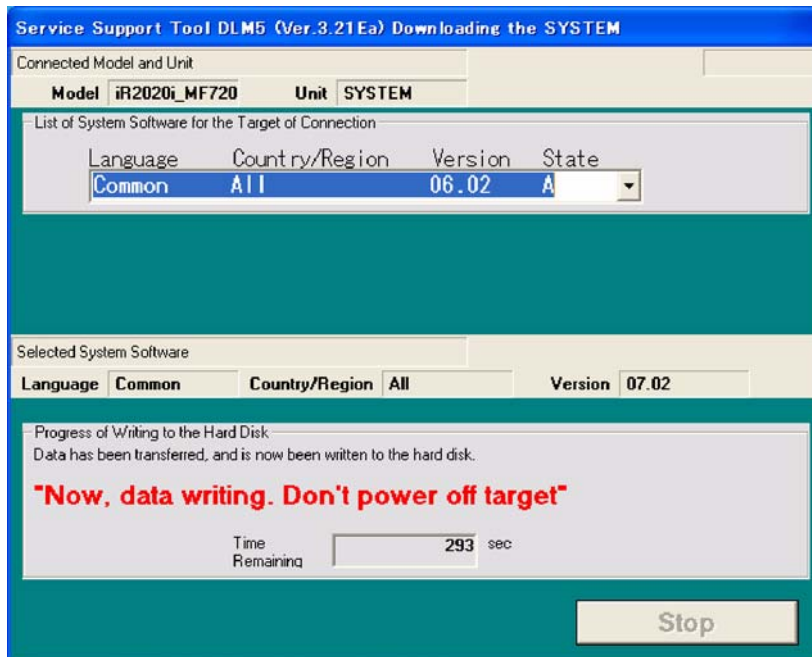 Service Support Tool DLM5 (Ver.3.21Ea) Downloading the SYSTEM
Connected Model and Unit
Model iR2020i_MF720 Unit SYSTEM
List of System Software for the Target of Connection
Language Country/Region Version State
Common All 06.02 A
Selected System Software
Language Common Country/Region All Version 07.02
Progress of Writing to the Hard Disk
Data has been transferred, and is now been written to the hard disk.
"Now, data writing. Don't power off target"
Time Remaining 293 sec
Stop